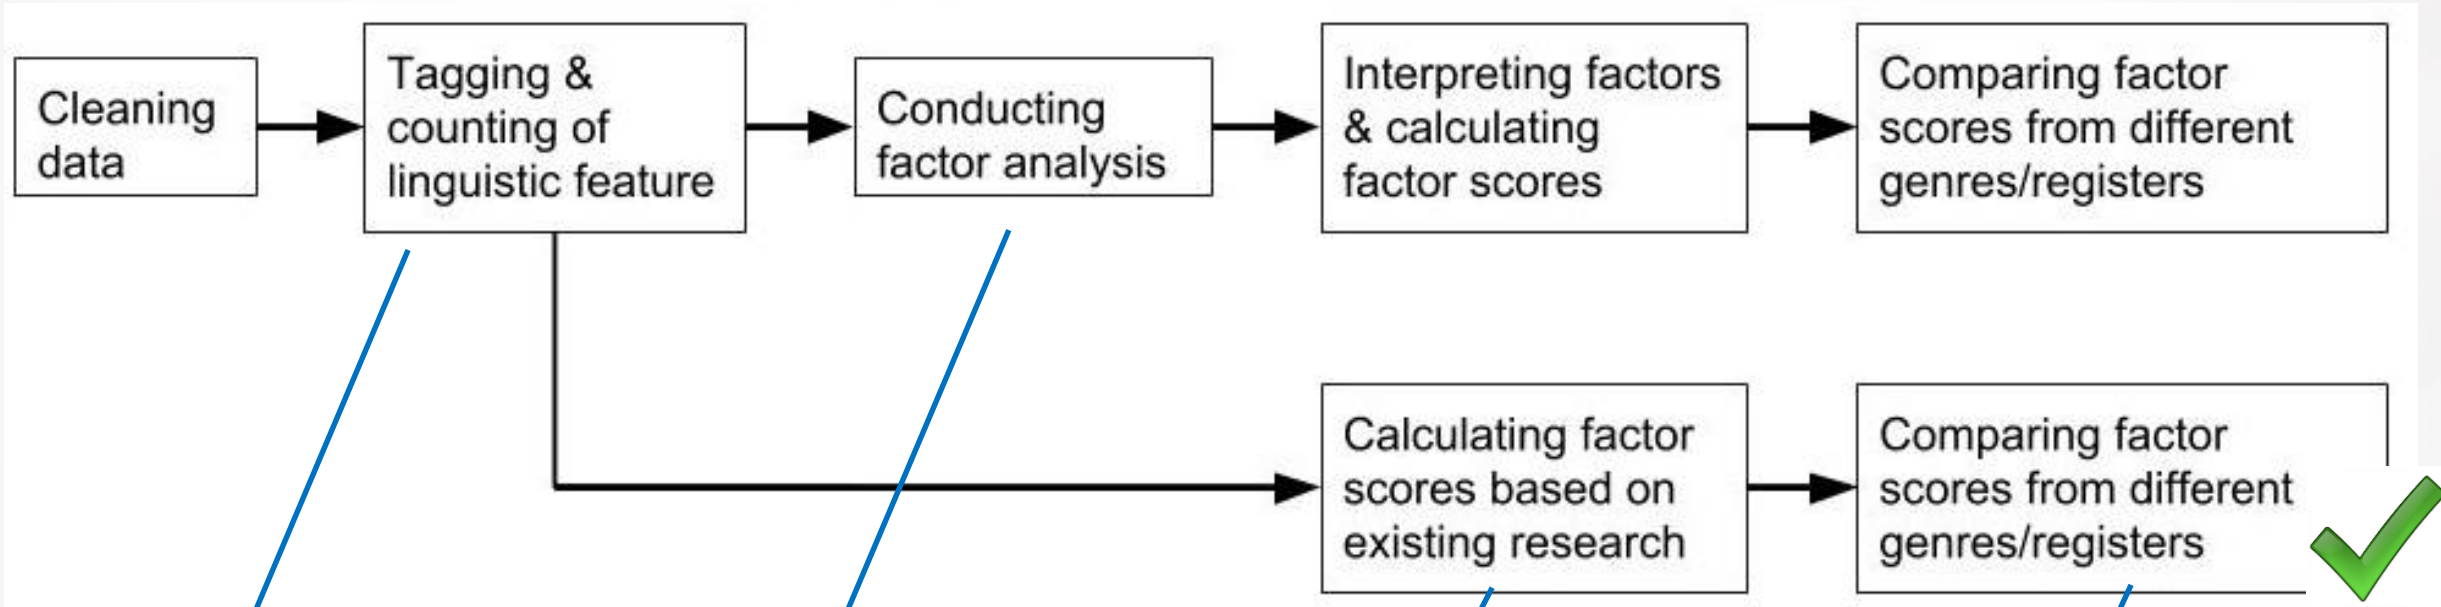 Cleaning
data
Tagging &
counting of
linguistic feature
Conducting
factor analysis
Interpreting factors
& calculating
factor scores
Comparing factor
scores from different
genres/registers
Calculating factor
scores based on
existing research
Comparing factor
scores from different
genres/registers